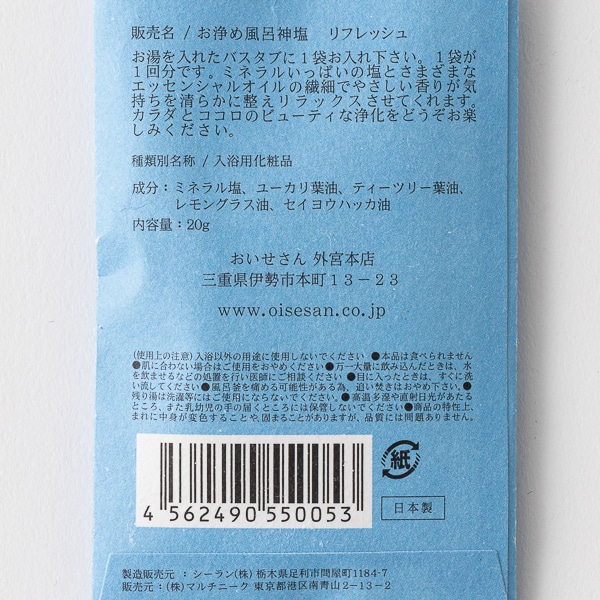 販売名 / お浄め風呂神塩　リフレッシュ
お湯を入れたバスタブに１袋お入れ下さい。１袋が
１回分です。ミネラルいっぱいの塩とさまざまな
エッセンシャルオイルの繊細でやさしい香りが気
持ちを清らかに整えリラックスさせてくれます。
カラダとココロのビューティな浄化をどうぞお楽
しみください。
種類別名称 / 入浴用化粧品
成分：ミネラル塩、ユーカリ葉油、ティーツリー葉油、
レモングラス油、セイヨウハッカ油
内容量：20g
おいせさん 外宮本店
三重県伊勢市本町１３－２３
www.oisesan.co.jp
(使用上の注意) 入浴以外の用途に使用しないでください ●本品は食べられません
●肌に合わない場合はご使用をおやめください ●万一大量に飲み込んだときは、水
を飲ませるなどの処置を行い医師にご相談ください ●目に入ったときは、すぐに洗
い流してください ●風呂釜を痛める可能性がある為、追い焚きはおやめ下さい。●
残り湯は洗濯等にはご使用にならないでください。●高温多湿や直射日光があたる
ところ、また乳幼児の手の届くところには保管しないでください ●商品の特性上、
まれに中身が変色することや、固まることがありますが、品質には問題ありません。
紙
4 562490 550053
日本製
製造販売元 ： シーラン(株) 栃木県足利市問屋町1184-7
販売元 ： (株)マルチニーク 東京都港区南青山２－１３－２